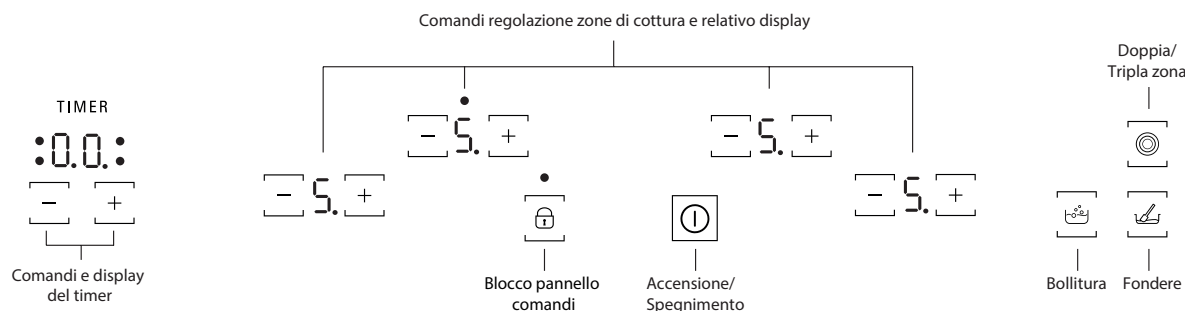 Comandi regolazione zone di cottura e relativo display
Doppia/
Tripla zona
TIMER
0.0.
5.
5.
5.
5.
Comandi e display
del timer
Blocco pannello
comandi
Accensione/
Spegnimento
Bollitura
Fondere